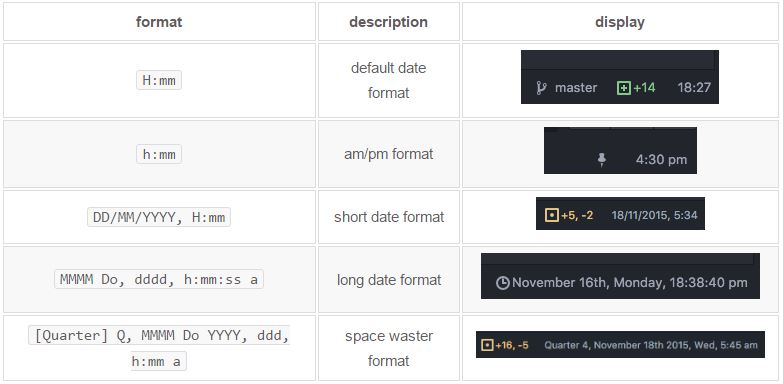 format description display
H:mm default date format master +14 18:27
h:mm am/pm format 4:30 pm
DD/MM/YYYY, H:mm short date format +5, -2 18/11/2015, 5:34
MMMM Do, dddd, h:mm:ss a long date format November 16th, Monday, 18:38:40 pm
[Quarter] Q, MMMM Do YYYY, ddd,
h:mm a space waster
format +16, -5 Quarter 4, November 18th 2015, Wed, 5:45 am